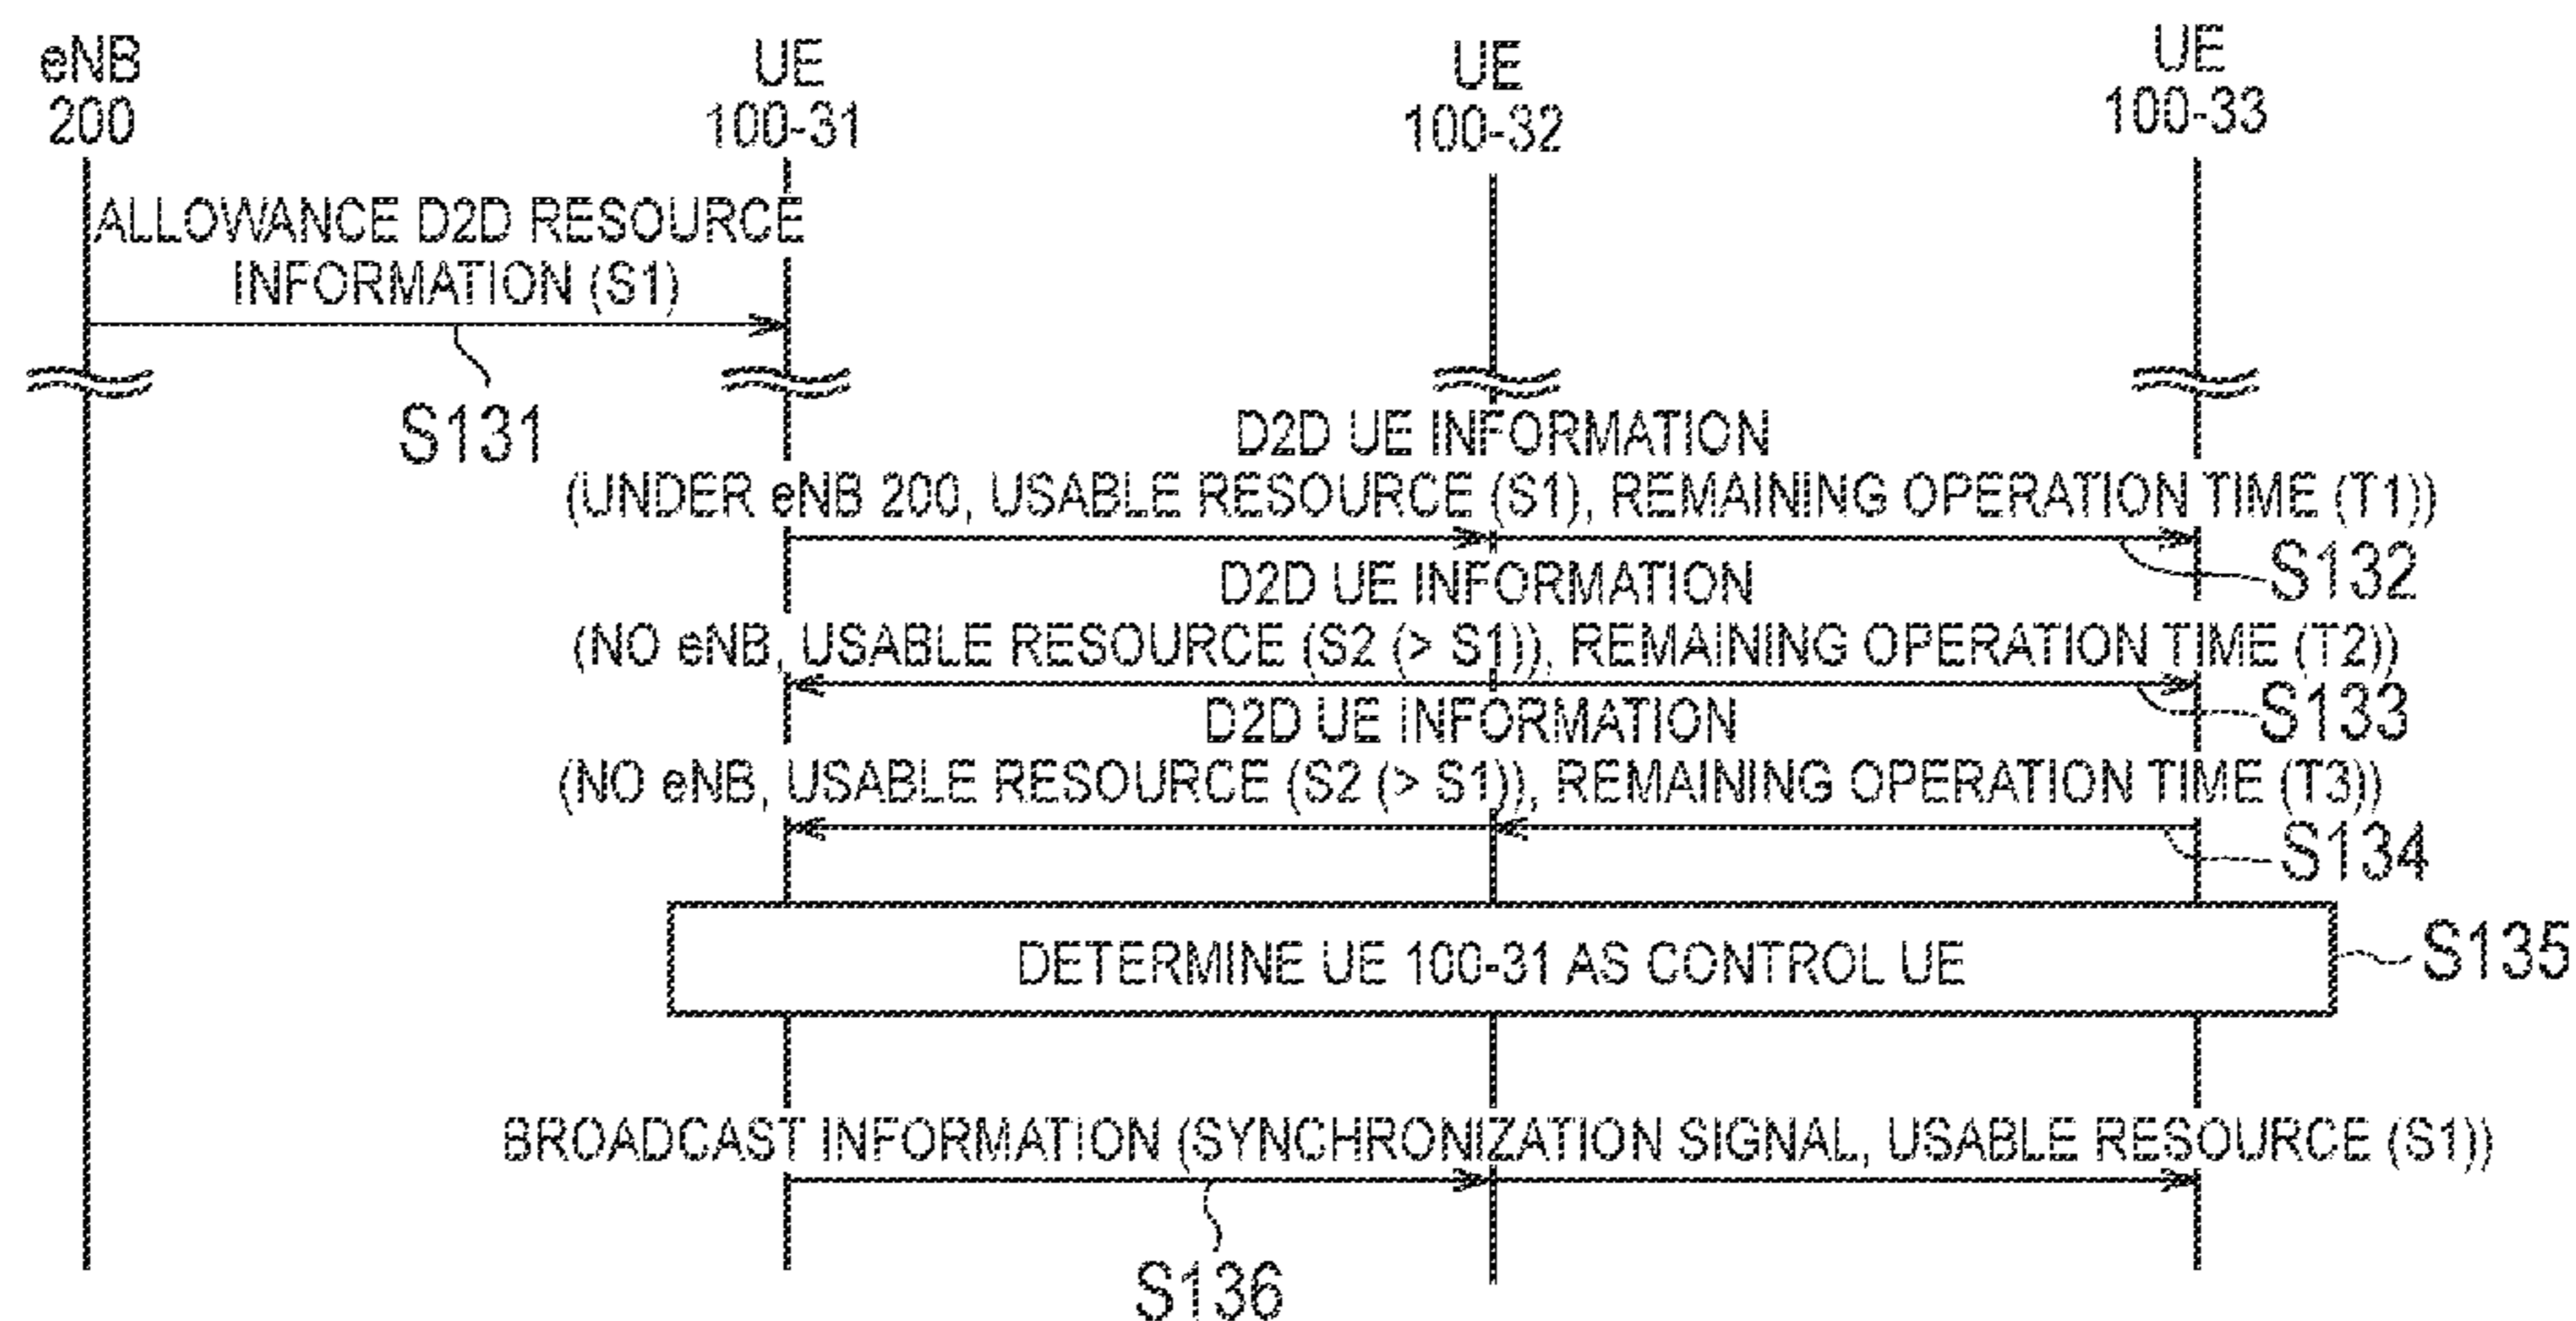 eNB
200
UE
100-31
UE
100-32
UE
100-33
ALLOWANCE D2D RESOURCE
INFORMATION (S1)
S131
D2D UE INFORMATION
(UNDER eNB 200, USABLE RESOURCE (S1), REMAINING OPERATION TIME (T1))
S132
D2D UE INFORMATION
(NO eNB, USABLE RESOURCE (S2 (> S1)), REMAINING OPERATION TIME (T2))
S133
D2D UE INFORMATION
(NO eNB, USABLE RESOURCE (S2 (> S1)), REMAINING OPERATION TIME (T3))
S134
DETERMINE UE 100-31 AS CONTROL UE
S135
BROADCAST INFORMATION (SYNCHRONIZATION SIGNAL, USABLE RESOURCE (S1))
S136